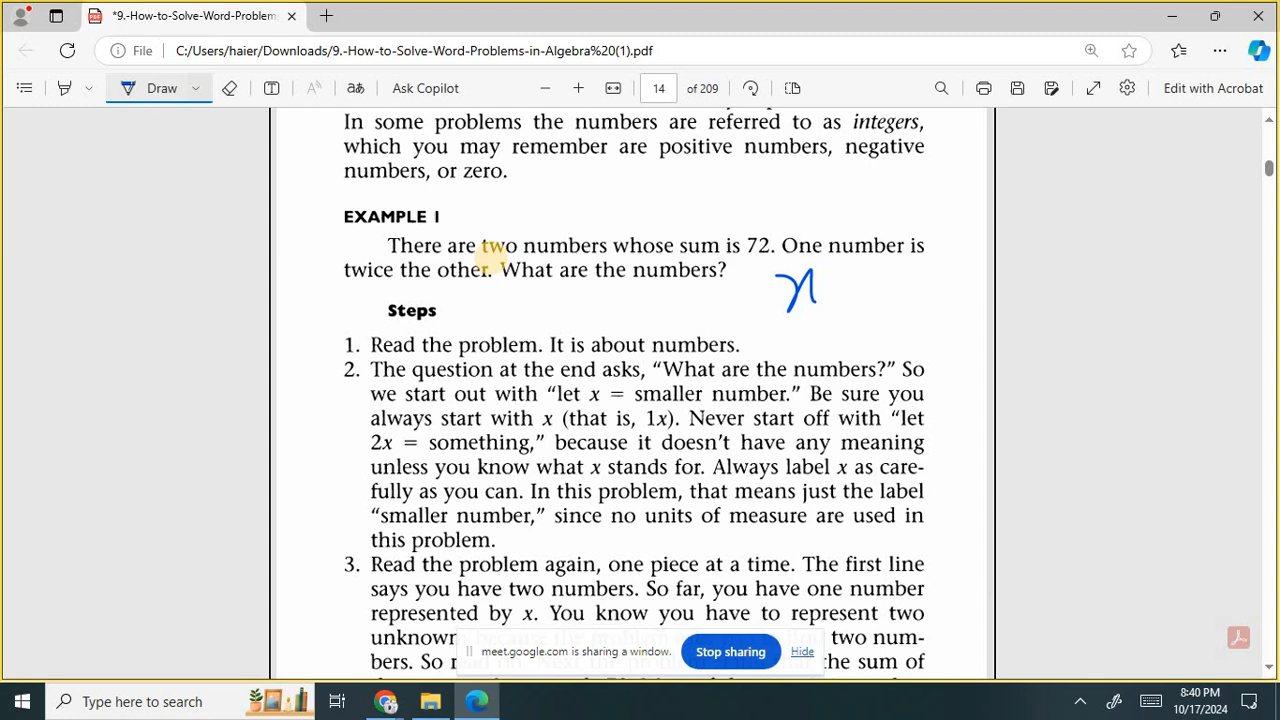 *9.-How-to-Solve-Word-Problem
File
C:/Users/haier/Downloads/9.-How-to-Solve-Word-Problems-in-Algebra%20(1).pdf
Draw
Ask Copilot
14 of 209
Edit with Acrobat
In some problems the numbers are referred to as integers,
which you may remember are positive numbers, negative
numbers, or zero.
EXAMPLE 1
There are two numbers whose sum is 72. One number is
twice the other. What are the numbers?
x
Steps
1. Read the problem. It is about numbers.
2. The question at the end asks, “What are the numbers?” So
we start out with “let x = smaller number.” Be sure you
always start with x (that is, 1x). Never start off with “let
2x = something,” because it doesn’t have any meaning
unless you know what x stands for. Always label x as care-
fully as you can. In this problem, that means just the label
“smaller number,” since no units of measure are used in
this problem.
3. Read the problem again, one piece at a time. The first line
says you have two numbers. So far, you have one number
represented by x. You know you have to represent two
unknown two num-
bers. So the sum of
meet.google.com is sharing a window.
Stop sharing
Hide
Type here to search
8:40 PM
10/17/2024